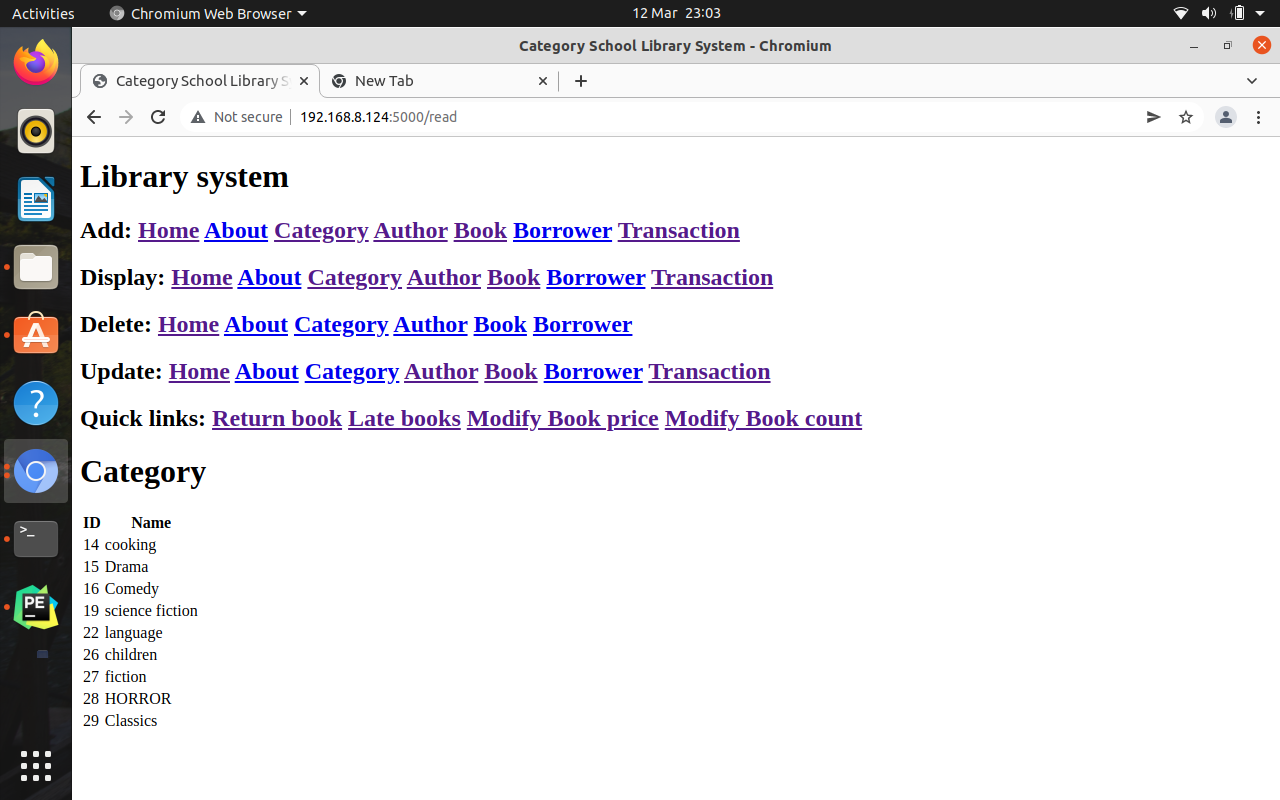 Activities Chromium Web Browser 12 Mar 23:03
Category School Library System - Chromium
Category School Library S New Tab
Not secure 192.168.8.124:5000/read
Library system
Add: Home About Category Author Book Borrower Transaction
Display: Home About Category Author Book Borrower Transaction
Delete: Home About Category Author Book Borrower
Update: Home About Category Author Book Borrower Transaction
Quick links: Return book Late books Modify Book price Modify Book count
Category
ID Name
14 cooking
15 Drama
16 Comedy
19 science fiction
22 language
26 children
27 fiction
28 HORROR
29 Classics
?
>_
PE